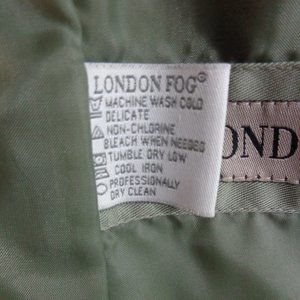 LONDON FOG®
MACHINE WASH COLD
DELICATE
NON-CHLORINE
BLEACH WHEN NEEDED
TUMBLE DRY LOW
COOL IRON
PROFESSIONALLY
DRY CLEAN
OND